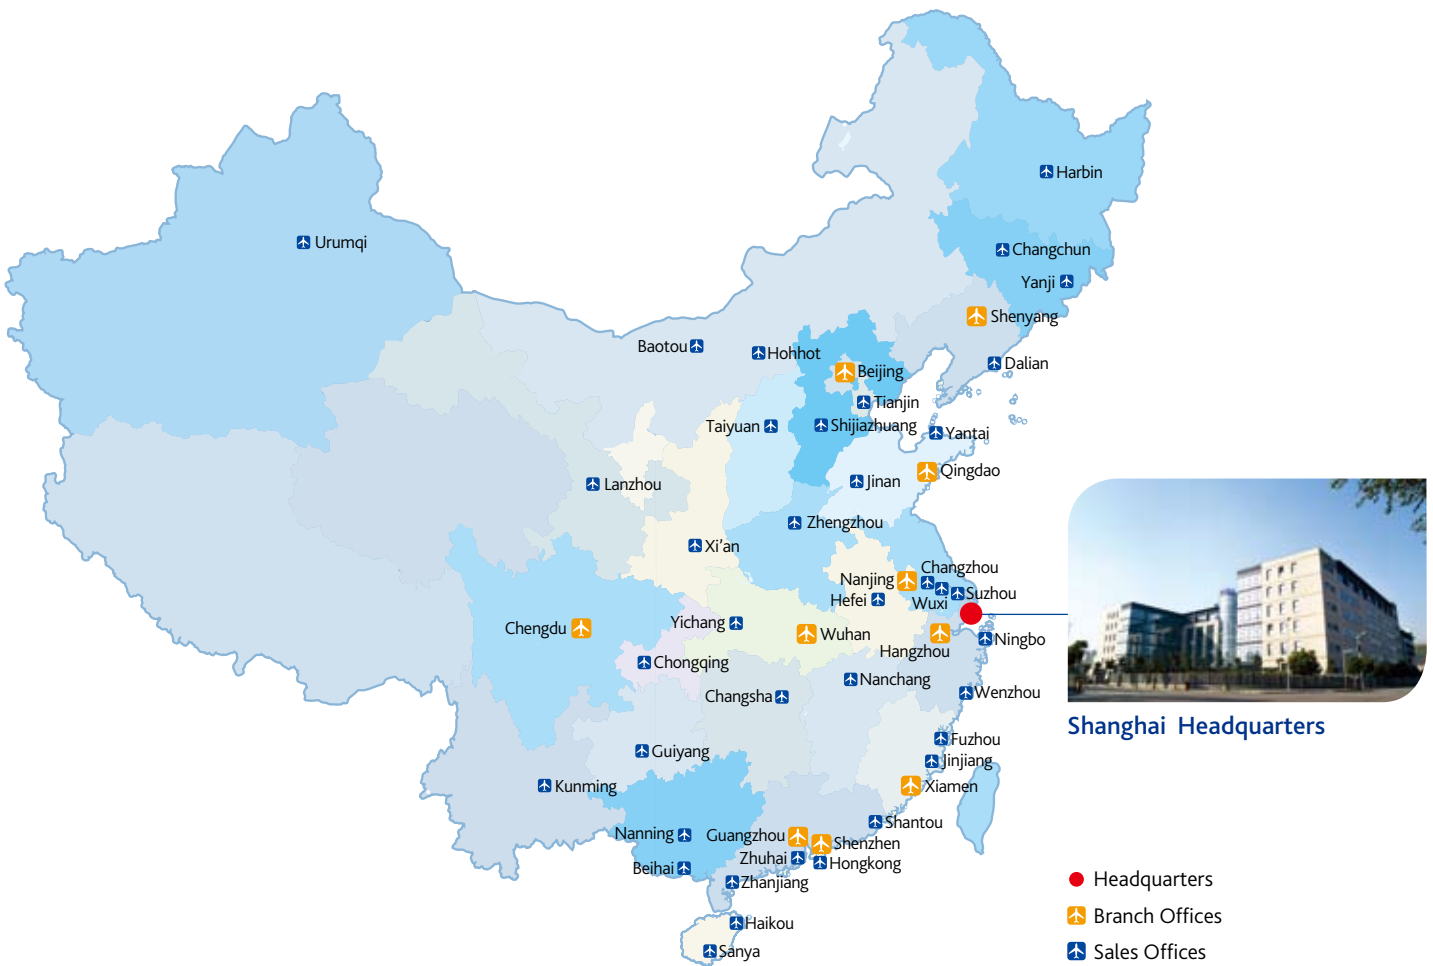 Harbin
Urumqi
Changchun
Yanji
Shenyang
Baotou
Hohhot
Dalian
Beijing
Tianjin
Taiyuan
Shijiazhuang
Yantai
Qingdao
Lanzhou
Jinan
Zhengzhou
Xi'an
Changzhou
Nanjing
Suzhou
Hefei
Wuxi
Yichang
Chengdu
Wuhan
Ningbo
Hangzhou
Chongqing
Nanchang
Changsha
Wenzhou
Shanghai Headquarters
Fuzhou
Guiyang
Jinjiang
Kunming
Xiamen
Shantou
Nanning
Guangzhou
Shenzhen
Zhuhai
Hongkong
Beihai
Zhanjiang
Haikou
Sanya
Headquarters
Branch Offices
Sales Offices